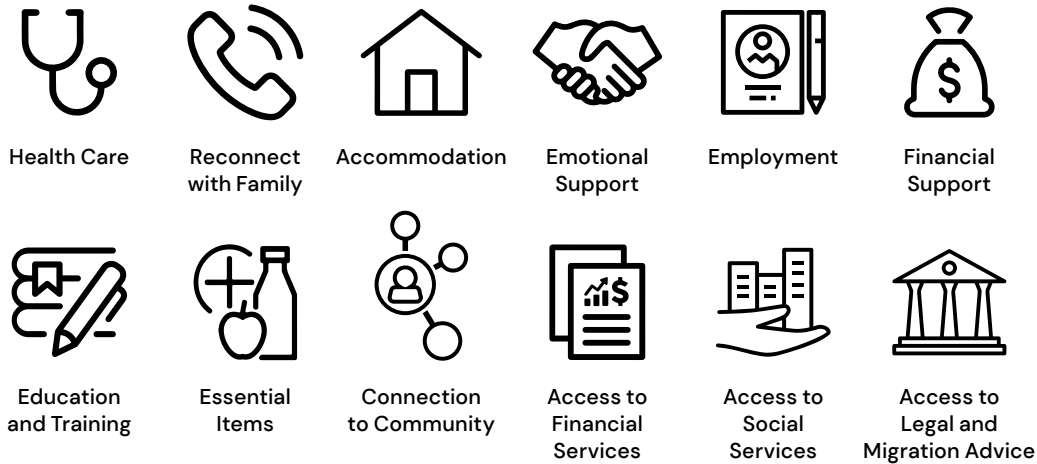 Health Care
Reconnect
with Family
Accommodation
Emotional
Support
Employment
$
Financial
Support
Education
and Training
Essential
Items
Connection
to Community
$
Access to
Financial
Services
Access to
Social
Services
Access to
Legal and
Migration Advice